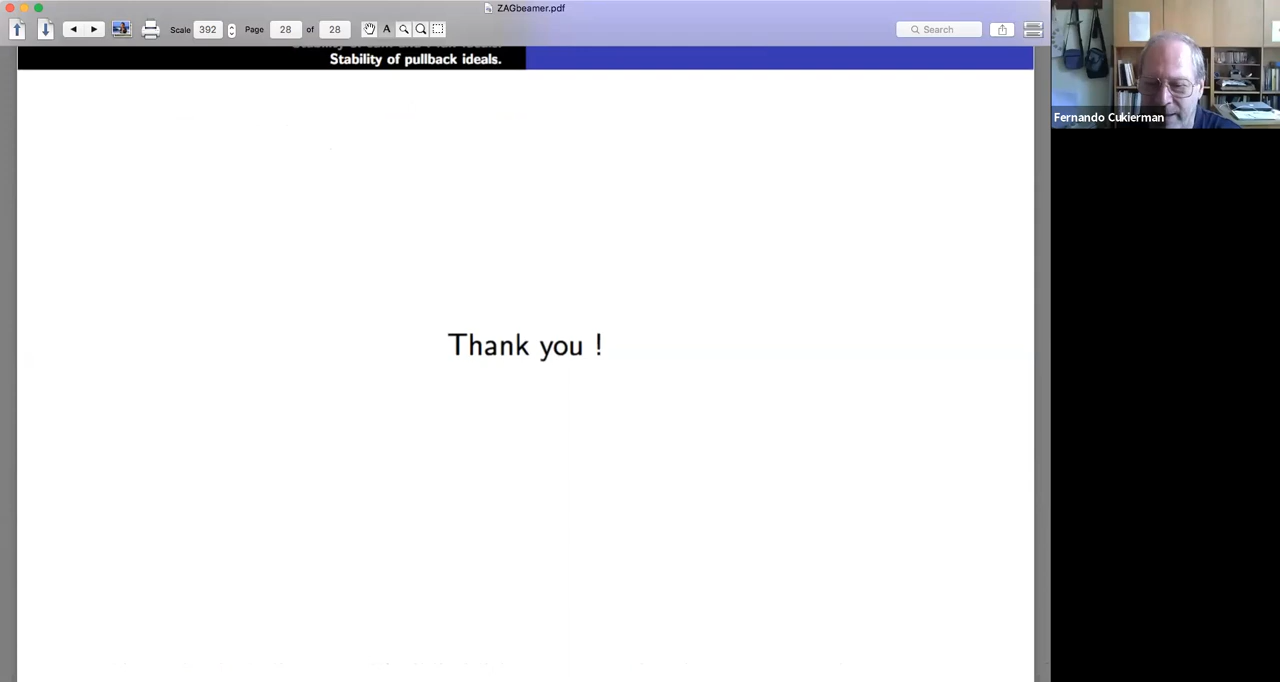 ZAGbeamer.pdf
Scale 392 Page 28 of 28 A Search
Stability of pullback ideals.
Fernando Cukierman
Thank you !